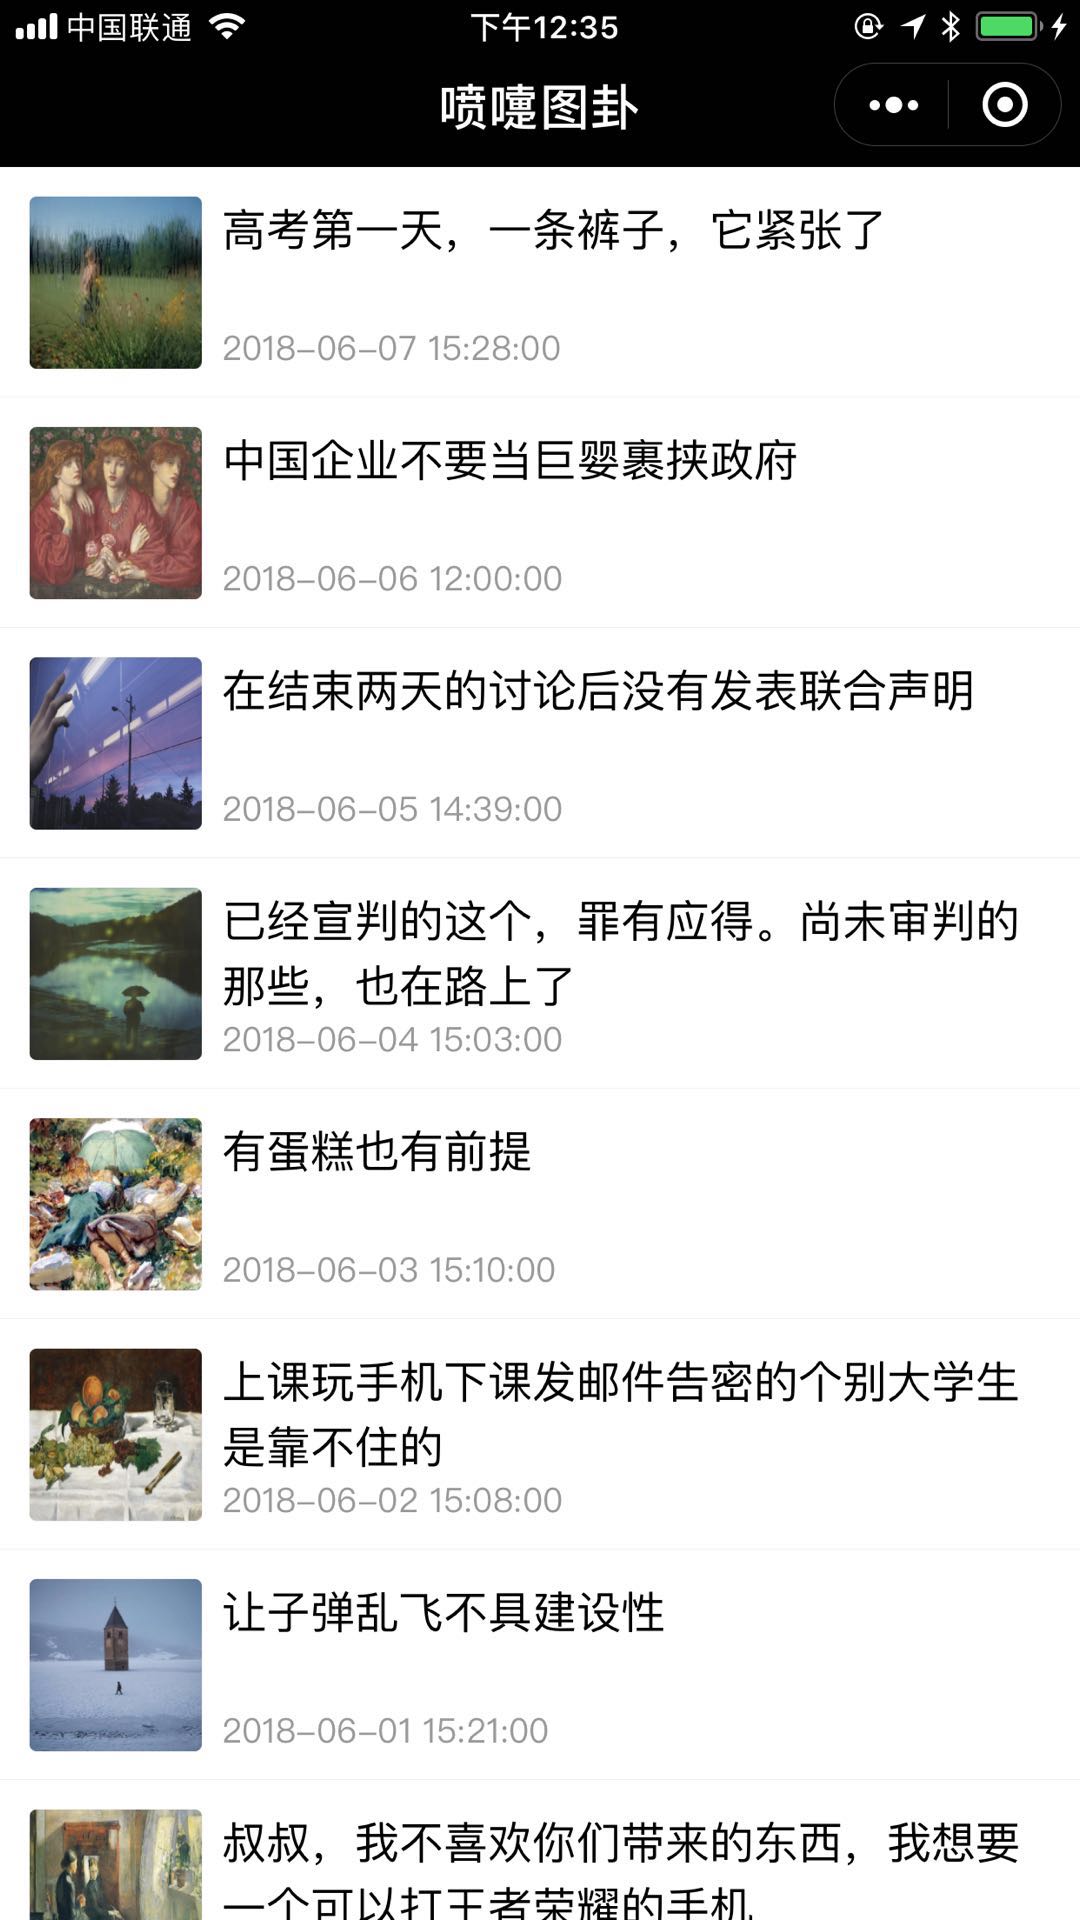 中国联通
下午12:35
喷嚏图卦
高考第一天，一条裤子，它紧张了
2018-06-07 15:28:00
中国企业不要当巨婴裹挟政府
2018-06-06 12:00:00
在结束两天的讨论后没有发表联合声明
2018-06-05 14:39:00
已经宣判的这个，罪有应得。尚未审判的
那些，也在路上了
2018-06-04 15:03:00
有蛋糕也有前提
2018-06-03 15:10:00
上课玩手机下课发邮件告密的个别大学生
是靠不住的
2018-06-02 15:08:00
让子弹乱飞不具建设性
2018-06-01 15:21:00
叔叔，我不喜欢你们带来的东西，我想要
一个可以打王者荣耀的手机